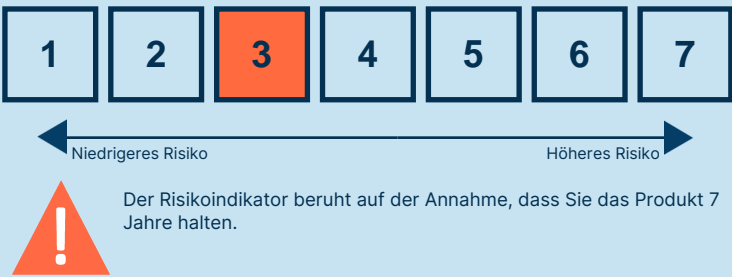 1 2 3 4 5 6 7
Niedrigeres Risiko Höheres Risiko
! Der Risikoindikator beruht auf der Annahme, dass Sie das Produkt 7
Jahre halten.